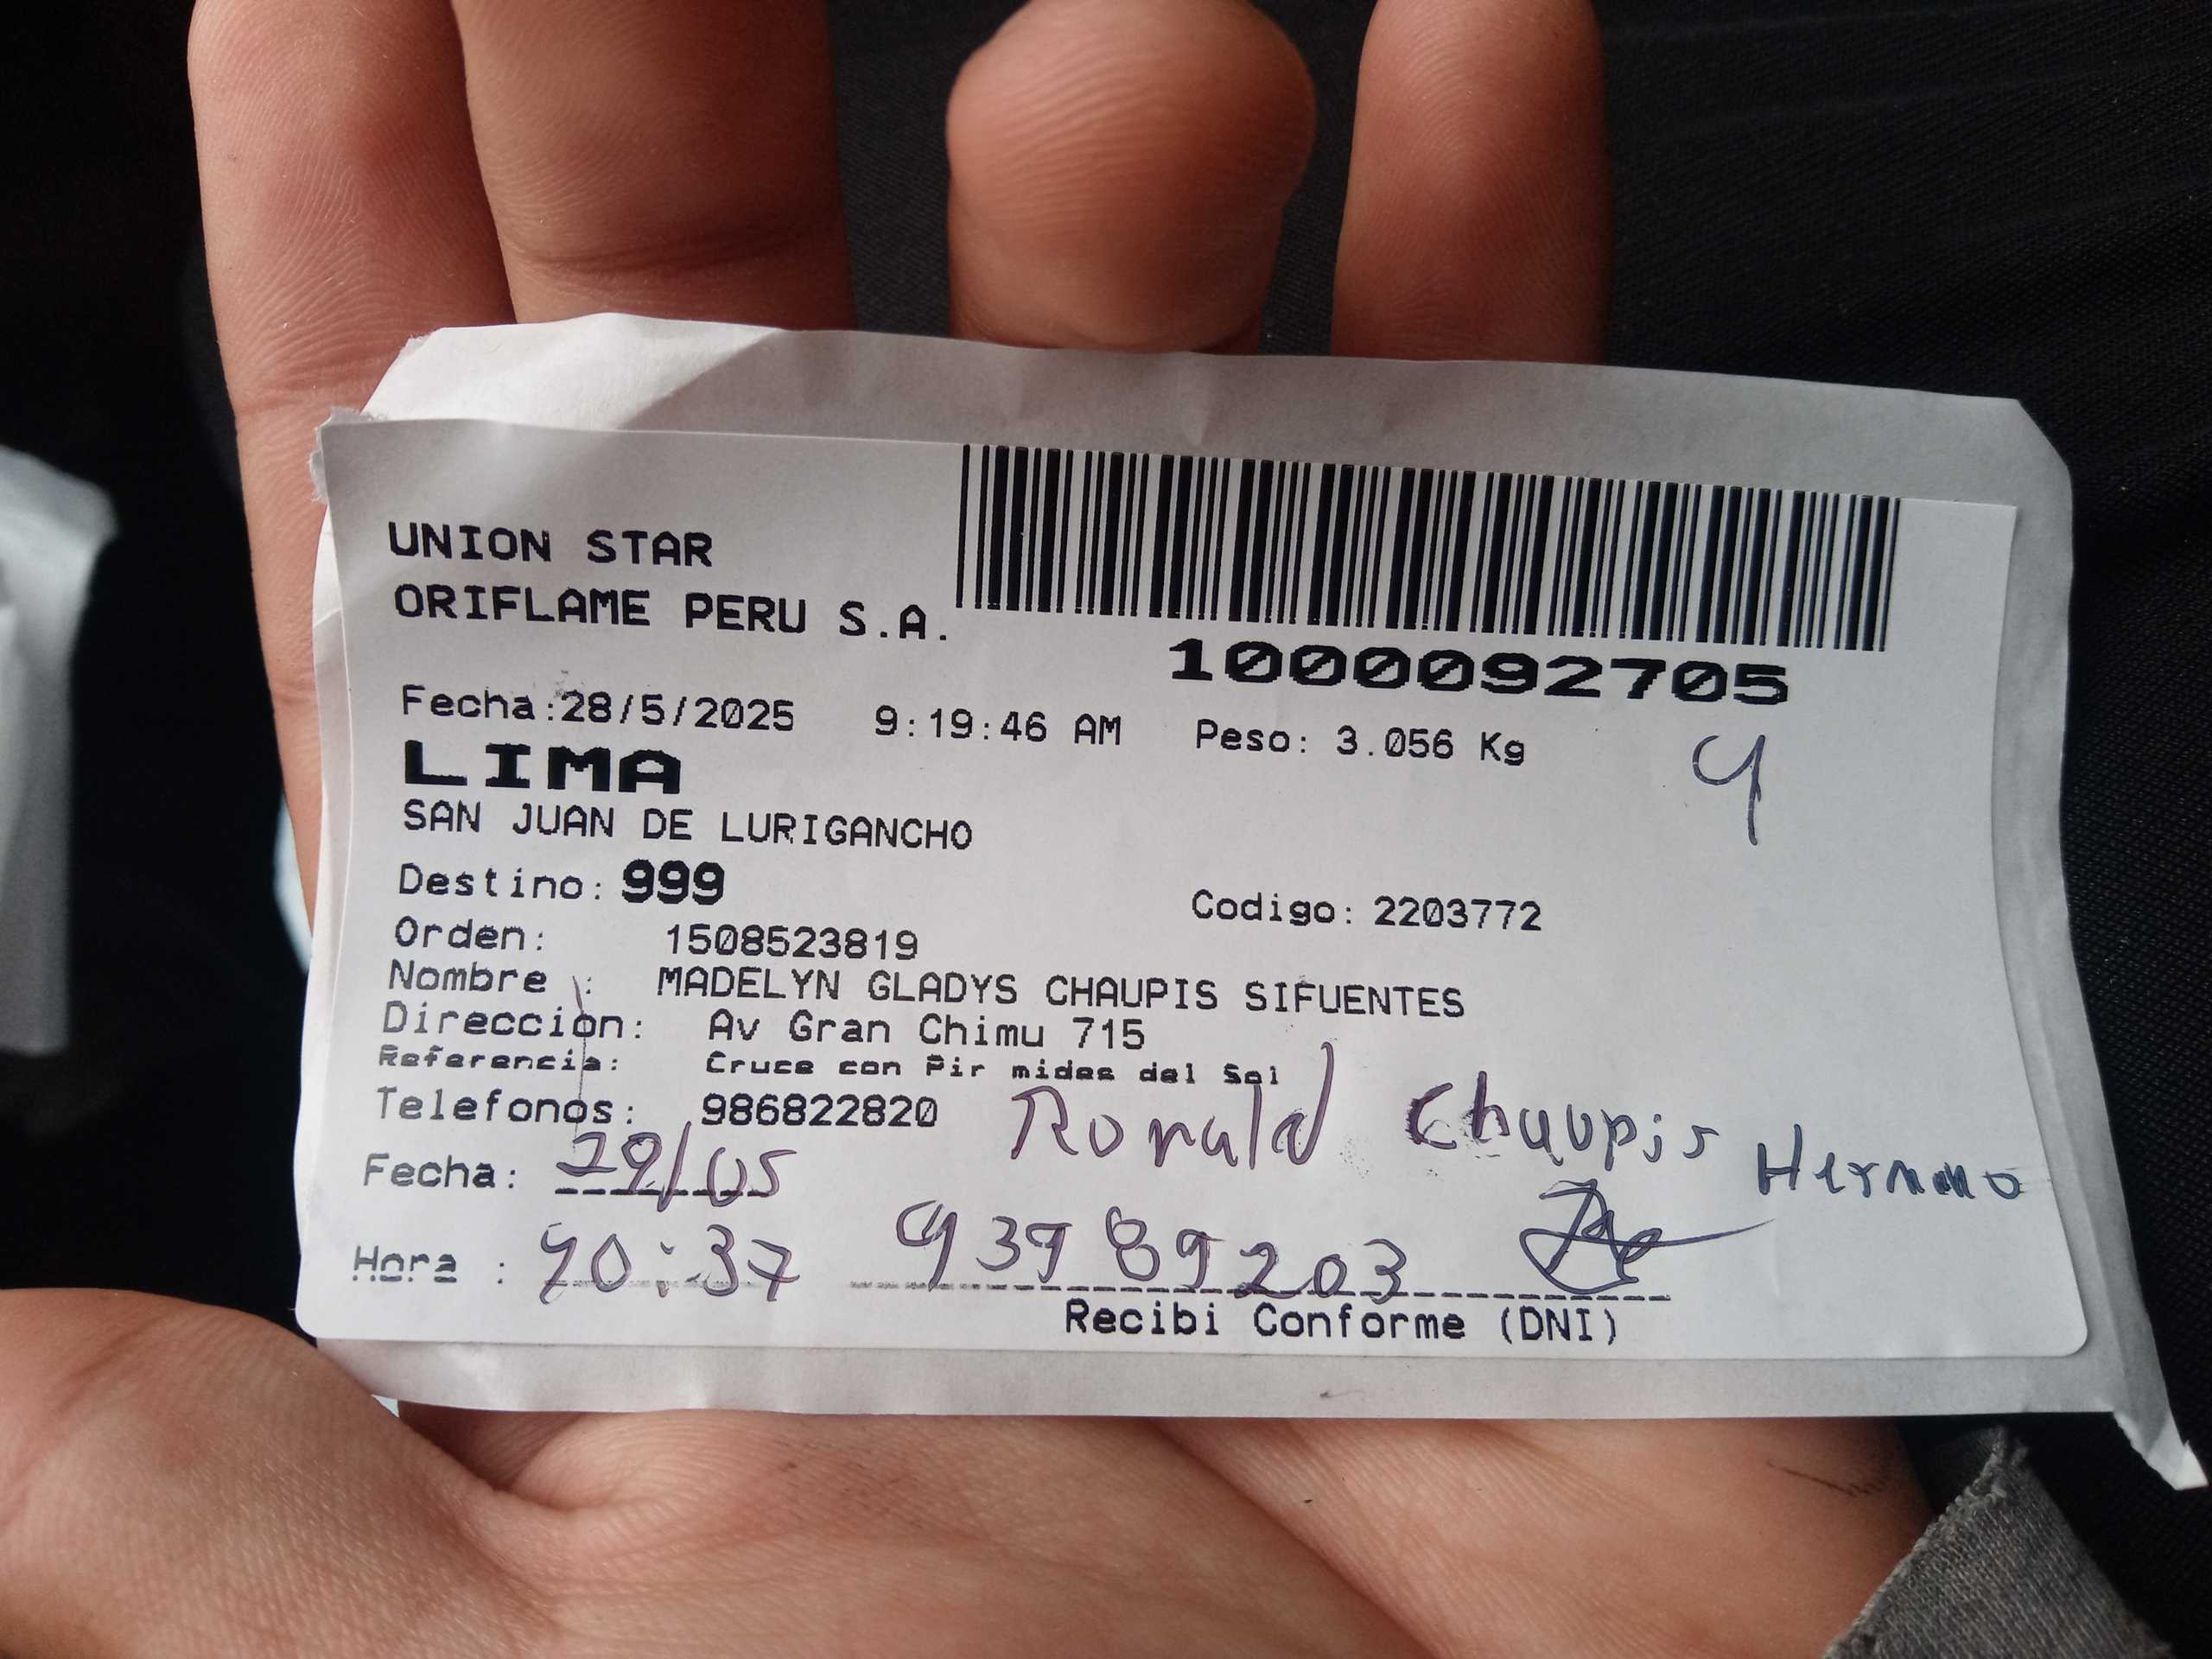 UNION STAR
ORIFLAME PERU S.A.
1000092705
Fecha:28/5/2025 9:19:46 AM Peso: 3.056 Kg
LIMA
SAN JUAN DE LURIGANCHO
Destino: 999 Codigo: 2203772
Orden: 1508523819
Nombre : MADELYN GLADYS CHAUPIS SIFUENTES
Direccion: Av Gran Chimu 715
Referencia: Cruce con Pir mides del Sol
Telefonos: 986822820 Ronald Chaupis
Fecha: 29/05 Hermano
Hora : 10:37 93989203
Recibi Conforme (DNI)